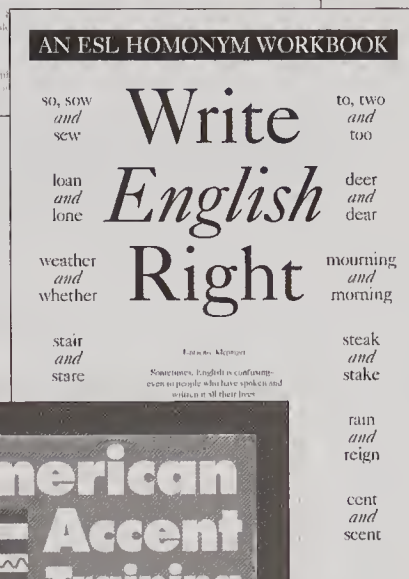 AN ESL HOMONYM WORKBOOK
so, sow
and
sew
loan
and
lone
weather
and
whether
stair
and
stare
Write
English
Right
Sometimes, English is confusing-
even to people who have spoken and
written it all their lives
to, two
and
too
deer
and
dear
mourning
and
morning
steak
and
stake
rain
and
reign
cent
and
scent
merican
Accent
Training